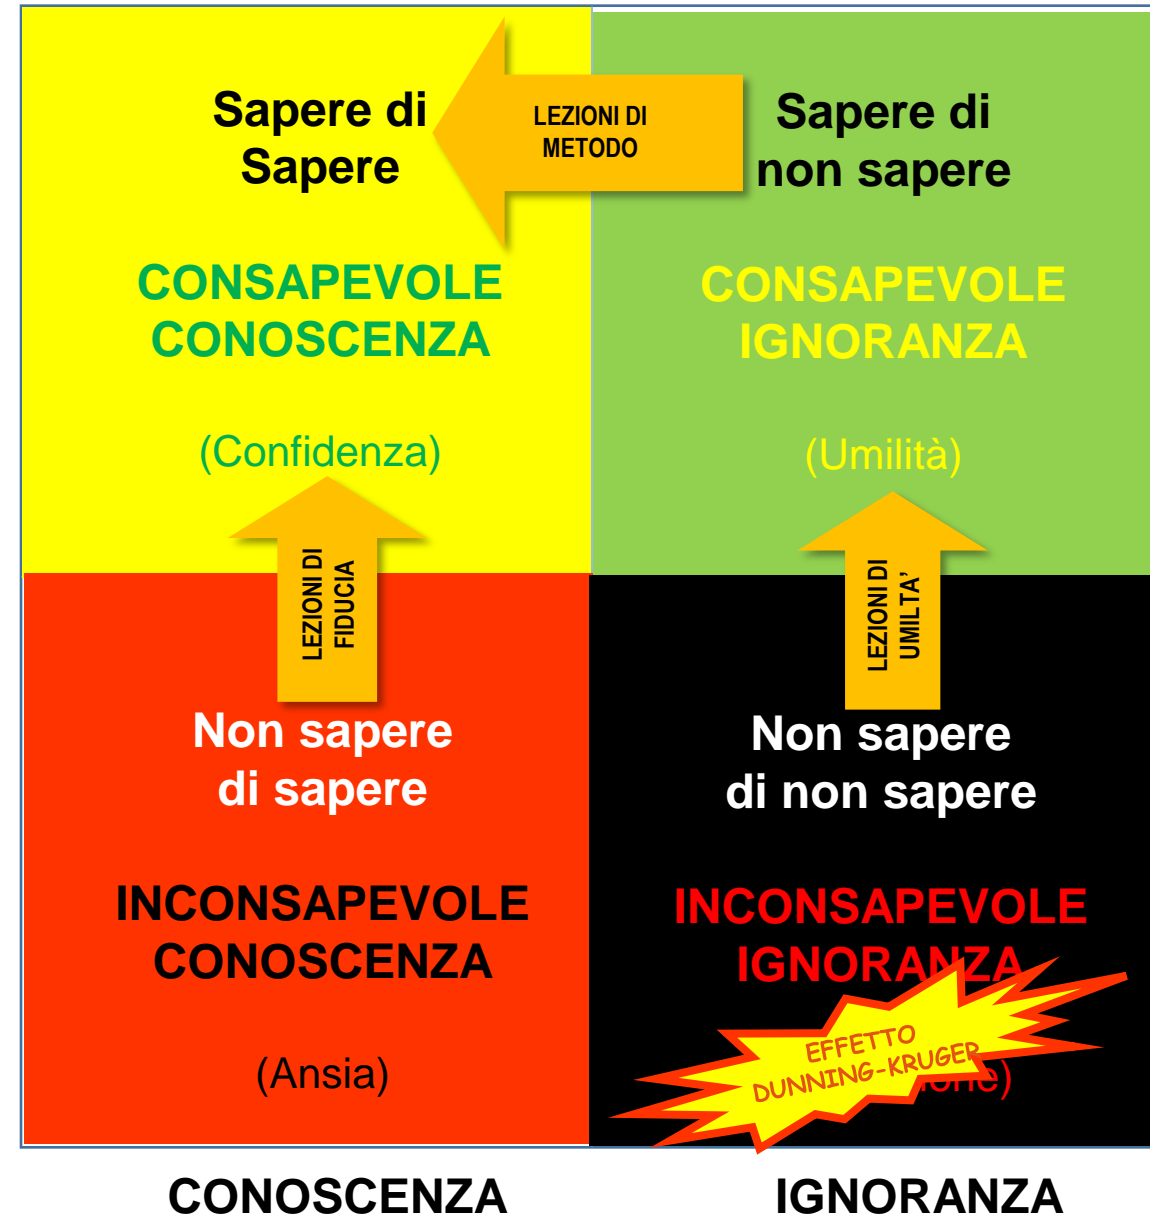 Sapere di
Sapere
LEZIONI DI
METODO
Sapere di
non sapere
CONSAPEVOLE
CONOSCENZA
CONSAPEVOLE
IGNORANZA
(Confidenza)
(Umilità)
LEZIONI DI
FIDUCIA
LEZIONI DI
UMILTA’
Non sapere
di sapere
Non sapere
di non sapere
INCONSAPEVOLE
CONOSCENZA
INCONSAPEVOLE
IGNORANZA
EFFETTO
DUNNING-KRUGER
(Ansia)
CONOSCENZA
IGNORANZA